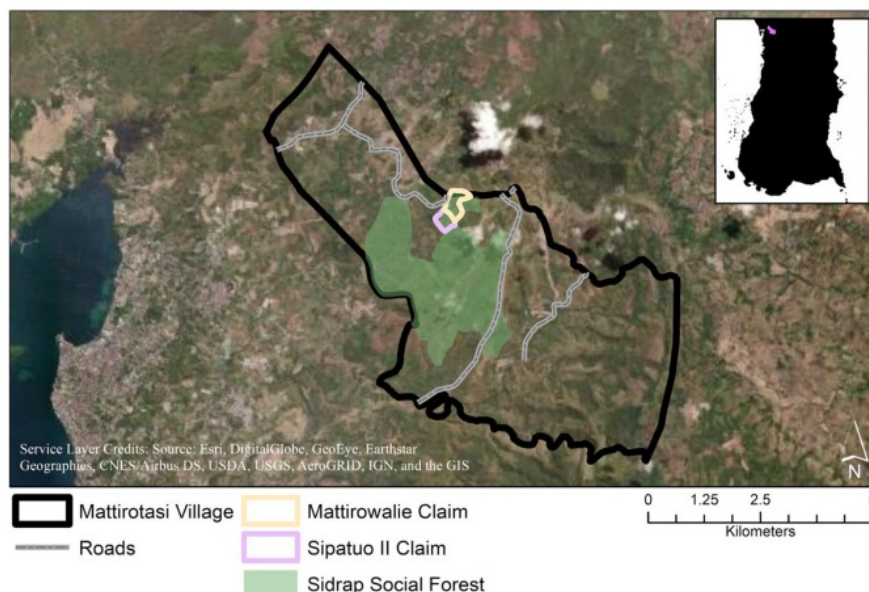 Service Layer Credits: Source: Esri, DigitalGlobe, GeoEye, Earthstar
Geographies, CNES/Airbus DS, USDA, USGS, AeroGRID, IGN, and the GIS
N
Mattirotasi Village
Roads
Mattirowalie Claim
Sipatuo II Claim
Sidrap Social Forest
0 1.25 2.5
Kilometers